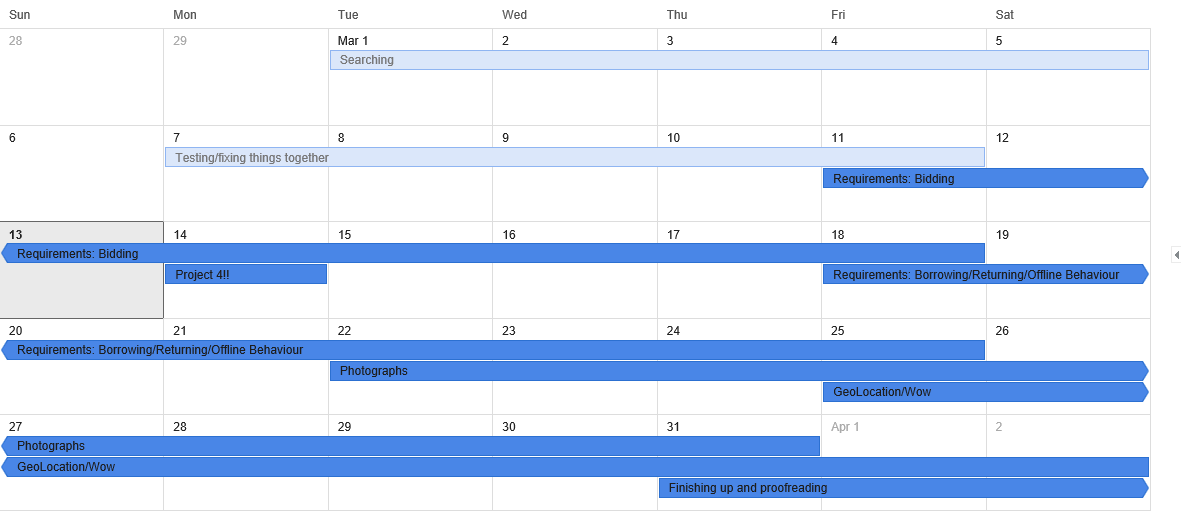 Sun Mon Tue Wed Thu Fri Sat
28 29 Mar 1 2 3 4 5
Searching
6 7 8 9 10 11 12
Testing/fixing things together
Requirements: Bidding
13 14 15 16 17 18 19
Requirements: Bidding
Project 4!! Requirements: Borrowing/Returning/Offline Behaviour
20 21 22 23 24 25 26
Requirements: Borrowing/Returning/Offline Behaviour
Photographs
GeoLocation/Wow
27 28 29 30 31 Apr 1 2
Photographs
GeoLocation/Wow
Finishing up and proofreading